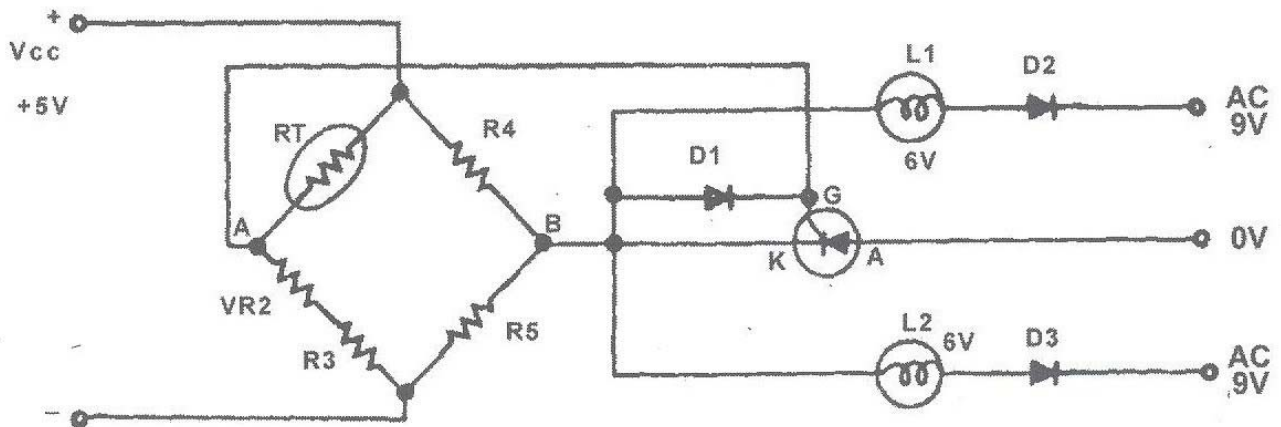 +
Vcc
+5V
RT
R4
L1
6V
D2
AC
9V
D1
G
A
B
K
A
0V
VR2
R3
R5
L2
6V
D3
AC
9V
−